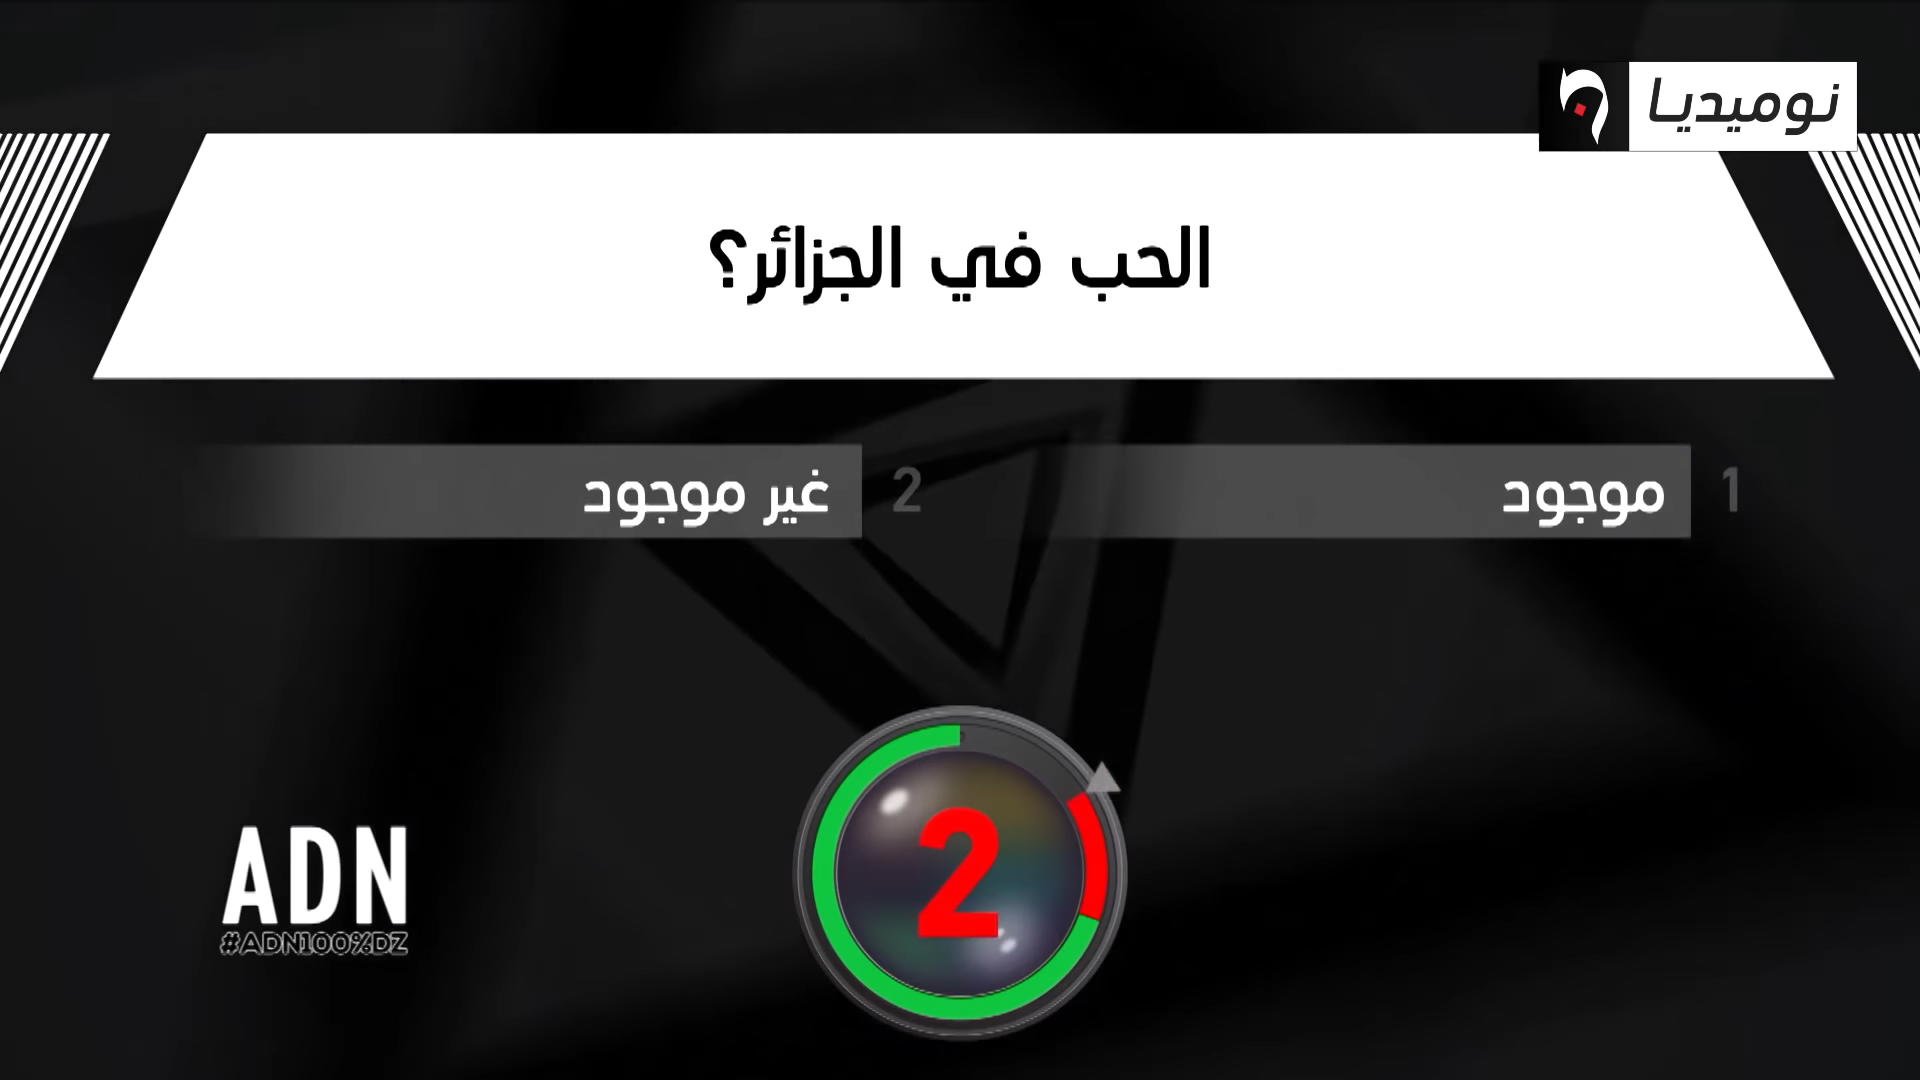 نوميديا
الحب في الجزائر؟
1 موجود
2 غير موجود
2
ADN
#ADN100%DZ